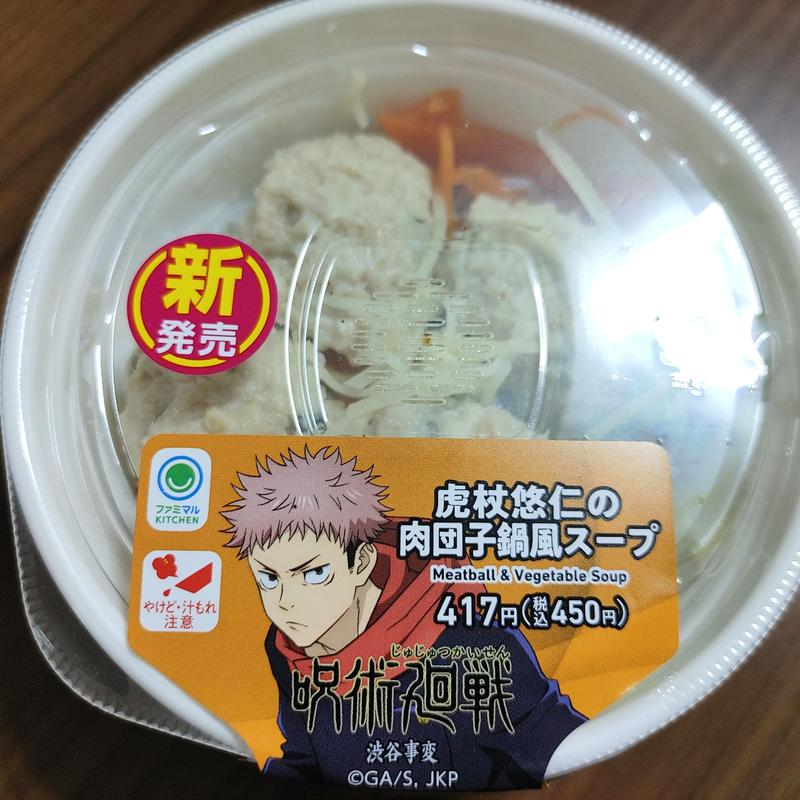 新
発売
ファミマル
KITCHEN
やけど・汁もれ
注意
虎杖悠仁の
肉団子鍋風スープ
Meatball & Vegetable Soup
417円(税込450円)
じゅじゅつかいせん
呪術廻戦
渋谷事変
©GA/S, JKP